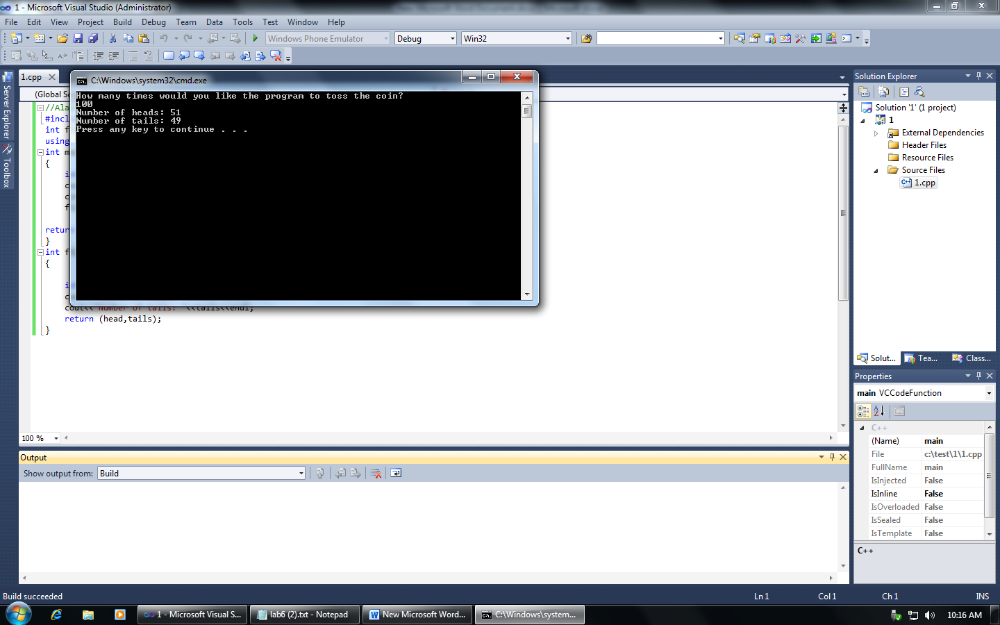 1 - Microsoft Visual Studio (Administrator)
File Edit View Project Build Debug Team Data Tools Test Window Help
Windows Phone Emulator Debug Win32
1.cpp
C:\Windows\system32\cmd.exe
(Global
How many times would you like the program to toss the coin?
100
Number of heads: 51
Number of tails: 49
Press any key to continue . . .
//Ala
#incl
int f
using
int m
{
i
c
c
f
retur
}
int f
{
i
c
cout<<"Number of tails: "<<tails<<endl;
return (head,tails);
}
100 %
Server Explorer
Toolbox
Solution Explorer
Solution '1' (1 project)
1
External Dependencies
Header Files
Resource Files
Source Files
1.cpp
Solut... Tea... Class...
Properties
main VCCodeFunction
C++
(Name) main
File c:\test\1\1.cpp
FullName main
IsInjected False
IsInline False
IsOverloaded False
IsSealed False
IsTemplate False
C++
Output
Show output from: Build
Build succeeded Ln 1 Col 1 Ch 1 INS
1 - Microsoft Visual S... lab6 (2).txt - Notepad New Microsoft Word... C:\Windows\system... 10:16 AM